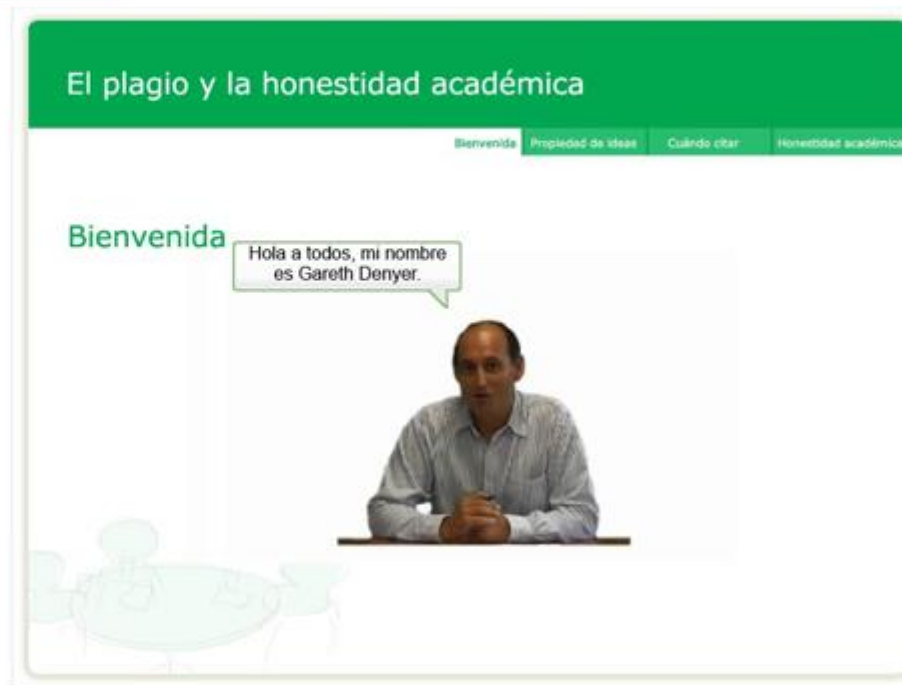 El plagio y la honestidad académica
Bienvenida Propiedad de ideas Cuándo citar Honestidad académica
Bienvenida
Hola a todos, mi nombre
es Gareth Denyer.